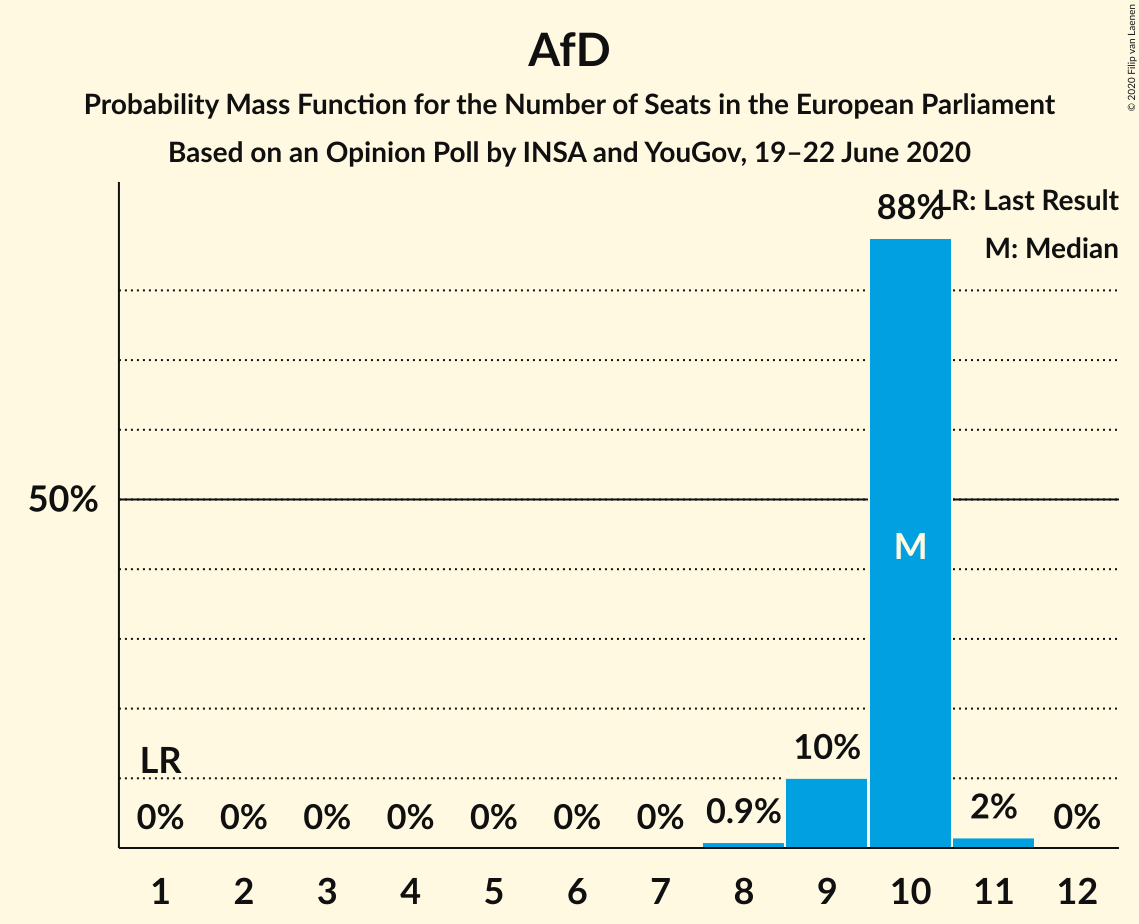 AfD
Probability Mass Function for the Number of Seats in the European Parliament
Based on an Opinion Poll by INSA and YouGov, 19–22 June 2020
© 2020 Filip van Laenen
LR: Last Result
M: Median
88%
50%
M
LR
0% 0% 0% 0% 0% 0% 0% 0.9% 10% 2% 0%
1 2 3 4 5 6 7 8 9 10 11 12